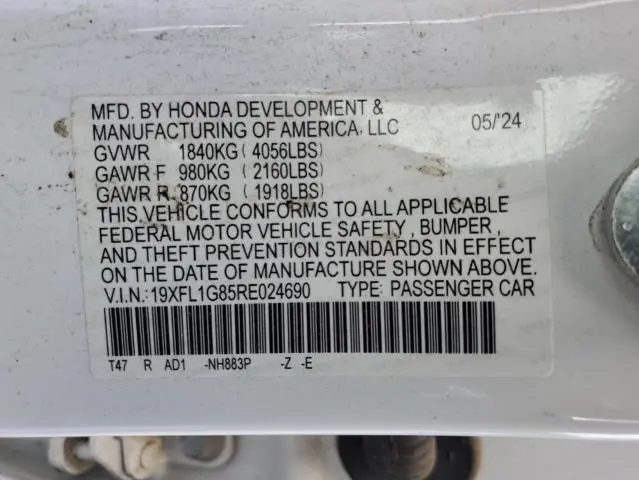 MFD. BY HONDA DEVELOPMENT &
MANUFACTURING OF AMERICA, LLC 05/'24
GVWR 1840KG ( 4056LBS)
GAWR F 980KG ( 2160LBS)
GAWR R 870KG ( 1918LBS)
THIS VEHICLE CONFORMS TO ALL APPLICABLE
FEDERAL MOTOR VEHICLE SAFETY , BUMPER ,
AND THEFT PREVENTION STANDARDS IN EFFECT
ON THE DATE OF MANUFACTURE SHOWN ABOVE.
V.I.N.: 19XFL1G85RE024690 TYPE: PASSENGER CAR
T47 R AD1 -NH883P -Z -E